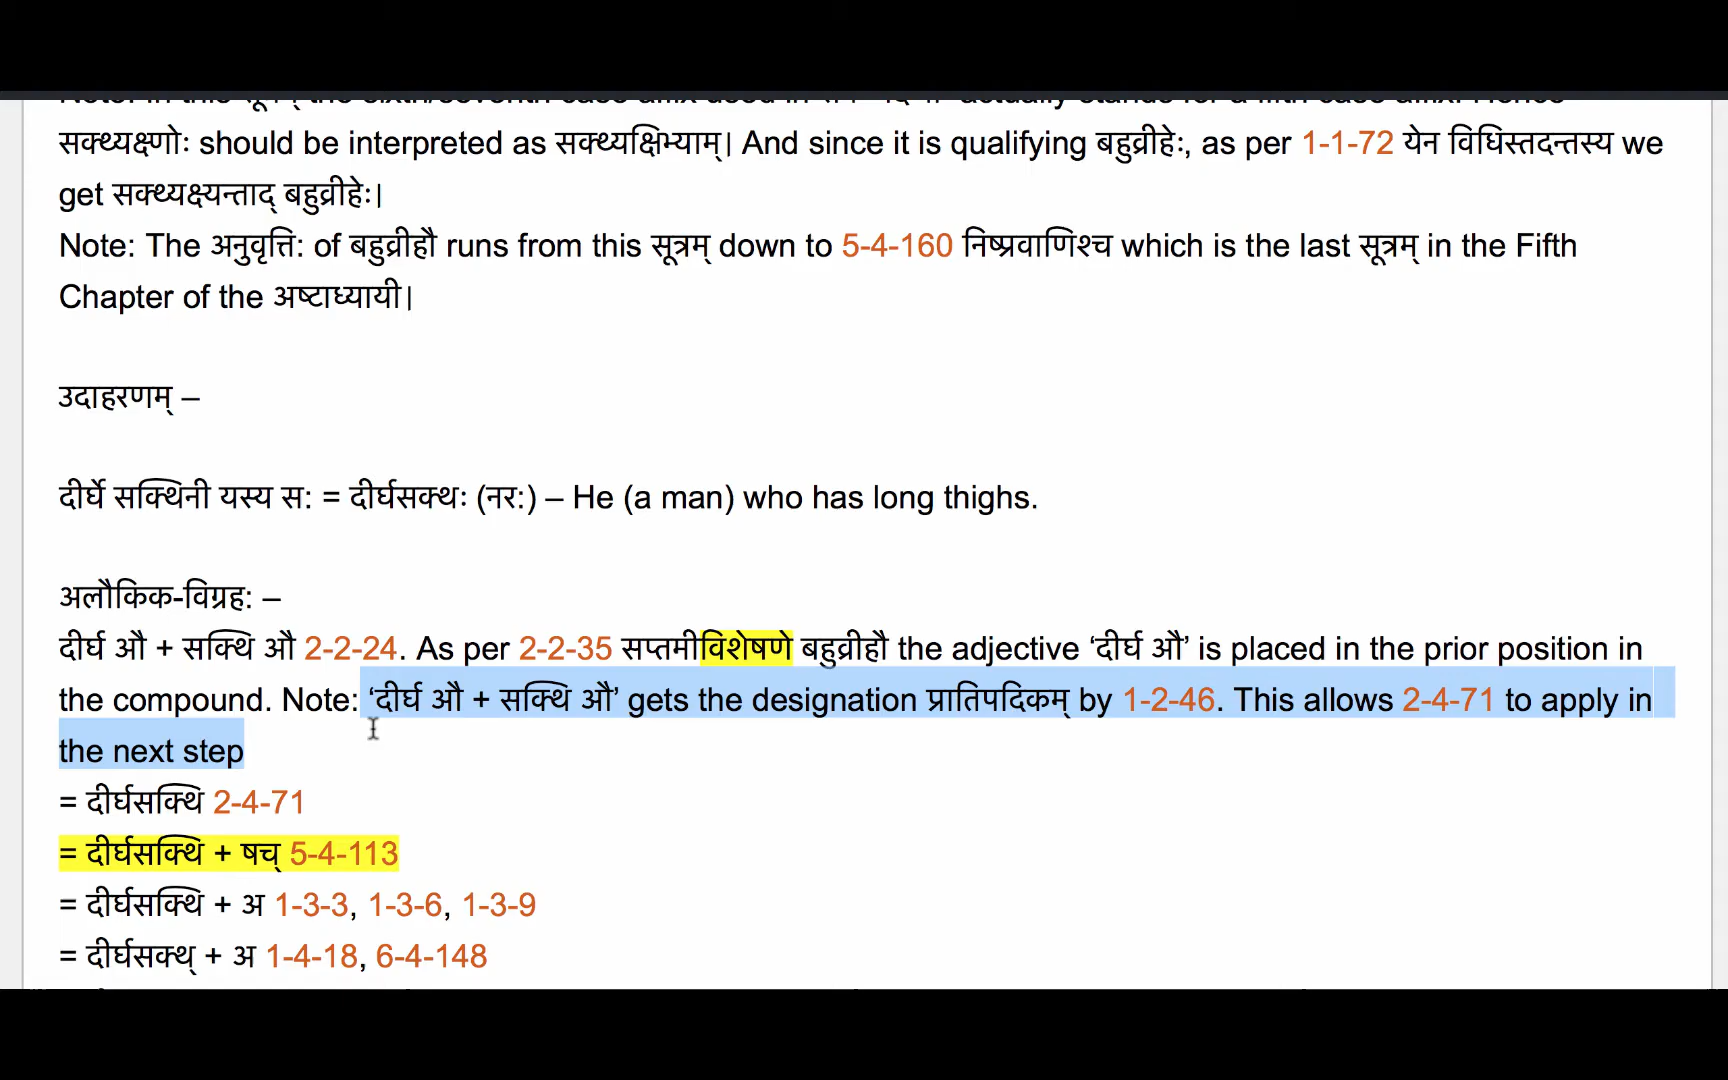 सक्थ्यक्ष्णोः should be interpreted as सक्थ्यक्षिभ्याम्। And since it is qualifying बहुव्रीहेः, as per 1-1-72 येन विधिस्तदन्तस्य we
get सक्थ्यक्ष्यन्ताद् बहुव्रीहेः।
Note: The अनुवृत्ति: of बहुव्रीहौ runs from this सूत्रम् down to 5-4-160 निष्प्रवाणिश्च which is the last सूत्रम् in the Fifth
Chapter of the अष्टाध्यायी।
उदाहरणम् –
दीर्घे सक्थिनी यस्य स: = दीर्घसक्थः (नर:) – He (a man) who has long thighs.
अलौकिक-विग्रह: –
दीर्घ औ + सक्थि औ 2-2-24. As per 2-2-35 सप्तमीविशेषणे बहुव्रीहौ the adjective ‘दीर्घ औ’ is placed in the prior position in
the compound. Note: ‘दीर्घ औ + सक्थि औ’ gets the designation प्रातिपदिकम् by 1-2-46. This allows 2-4-71 to apply in
the next step
= दीर्घसक्थि 2-4-71
= दीर्घसक्थि + षच् 5-4-113
= दीर्घसक्थि + अ 1-3-3, 1-3-6, 1-3-9
= दीर्घसक्थ् + अ 1-4-18, 6-4-148